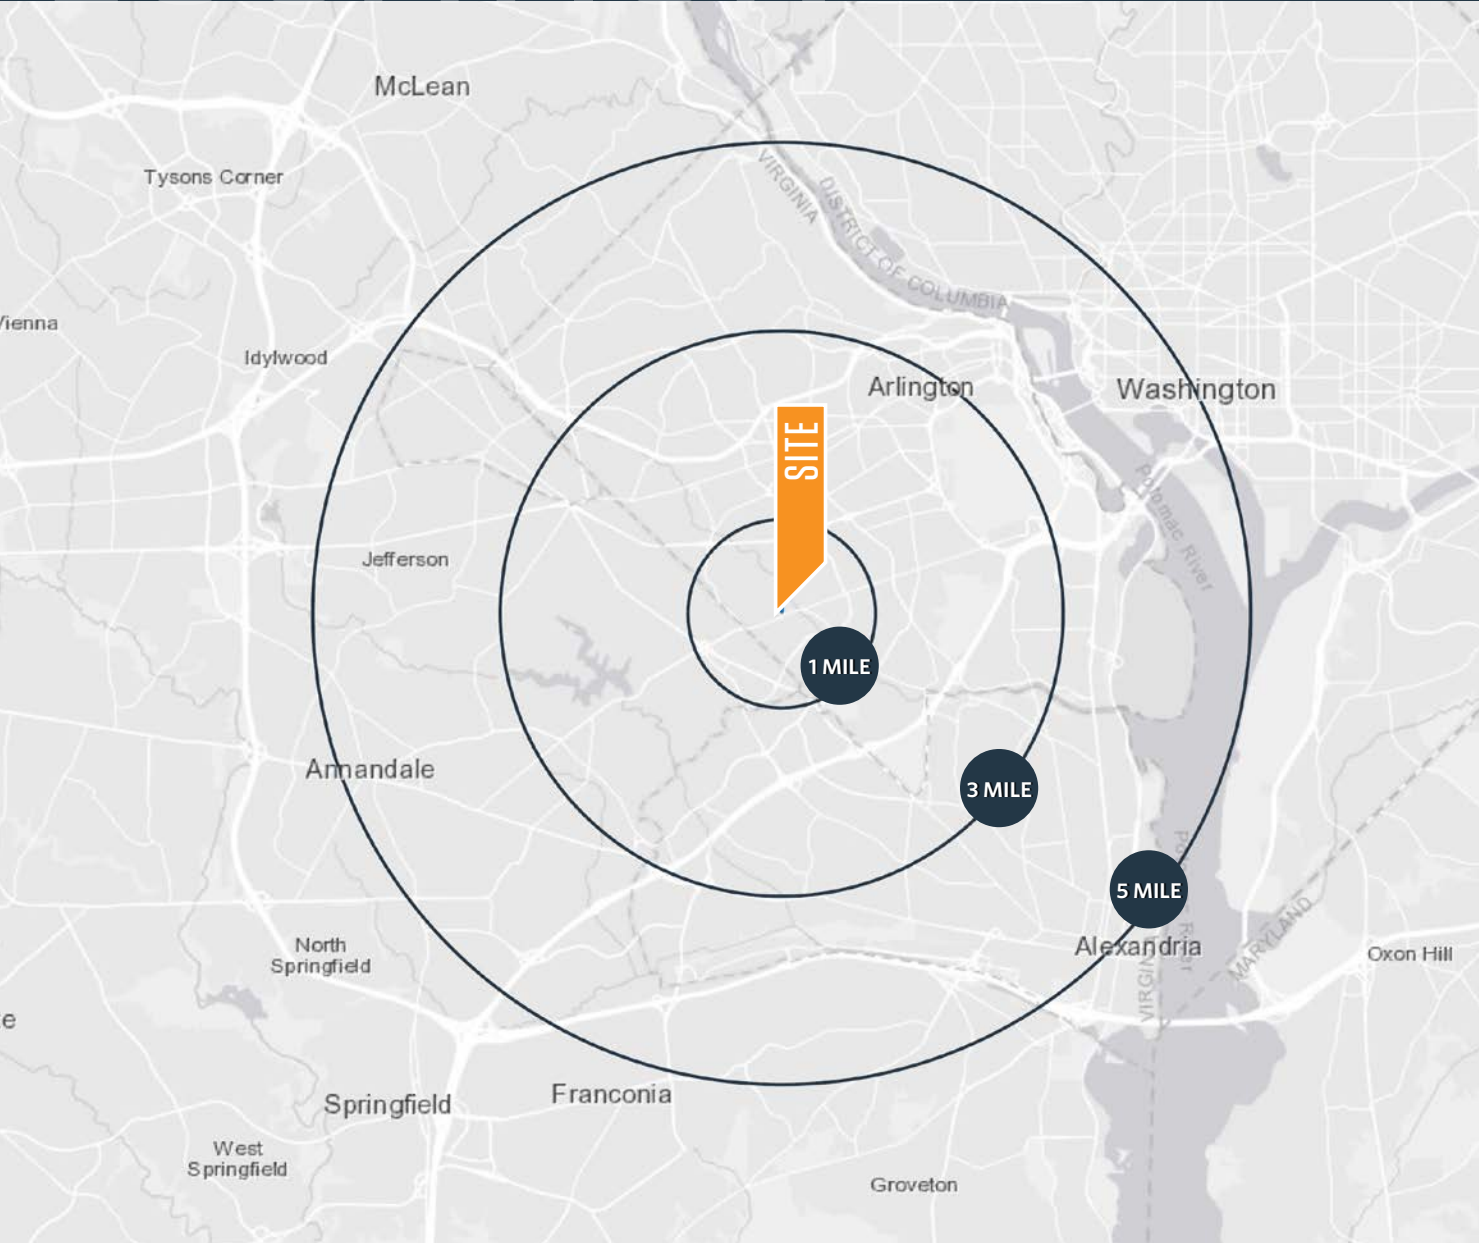 McLean
Tysons Corner
VIRGINIA
DISTRICT OF COLUMBIA
Vienna
Idylwood
Arlington
Washington
SITE
Potomac River
Jefferson
1 MILE
Annandale
3 MILE
5 MILE
North
Springfield
Alexandria
MARYLAND
Oxon Hill
Springfield
Franconia
West
Springfield
Groveton